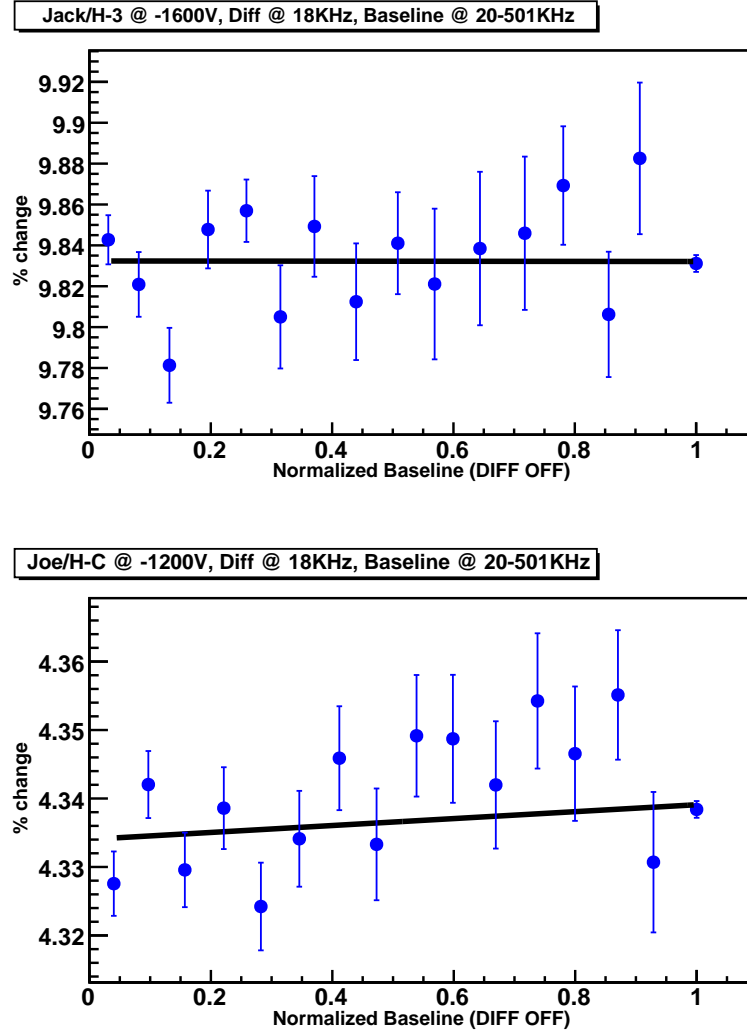 Jack/H-3 @ -1600V, Diff @ 18KHz, Baseline @ 20-501KHz
% change
9.92
9.9
9.88
9.86
9.84
9.82
9.8
9.78
9.76
0 0.2 0.4 0.6 0.8 1
Normalized Baseline (DIFF OFF)
Joe/H-C @ -1200V, Diff @ 18KHz, Baseline @ 20-501KHz
% change
4.36
4.35
4.34
4.33
4.32
0 0.2 0.4 0.6 0.8 1
Normalized Baseline (DIFF OFF)